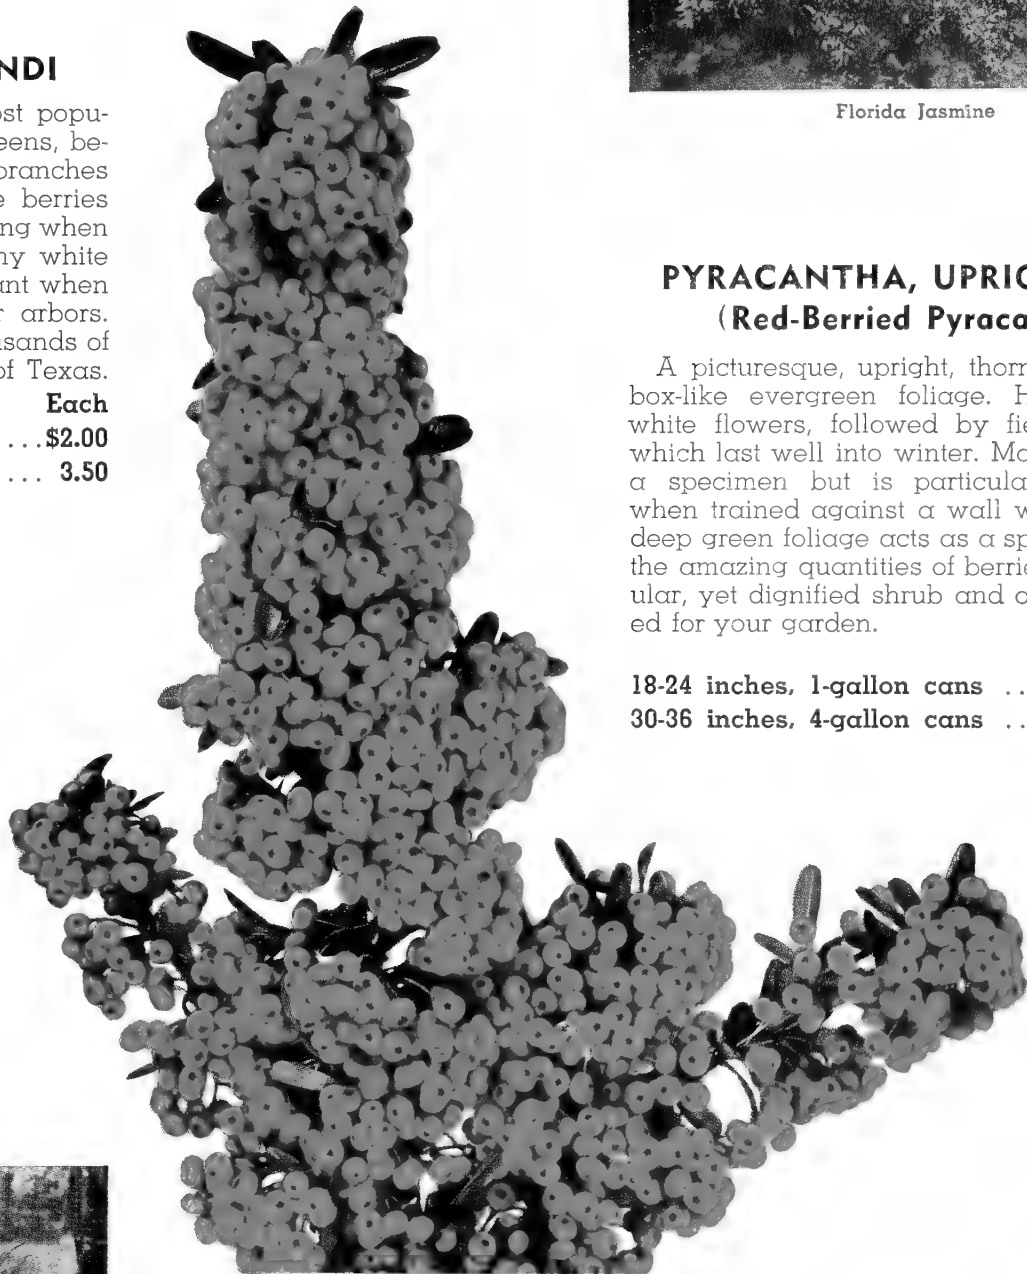 NDI
ost popu-
eens, be-
branches
e berries
ng when
ny white
ant when
r arbors.
usands of
of Texas.
Each
...$2.00
... 3.50
Florida Jasmine
PYRACANTHA, UPRIG
(Red-Berried Pyraca
A picturesque, upright, thorn
box-like evergreen foliage. H
white flowers, followed by fie
which last well into winter. Mo
a specimen but is particula
when trained against a wall w
deep green foliage acts as a sp
the amazing quantities of berrie
ular, yet dignified shrub and o
ed for your garden.
18-24 inches, 1-gallon cans ..
30-36 inches, 4-gallon cans ..